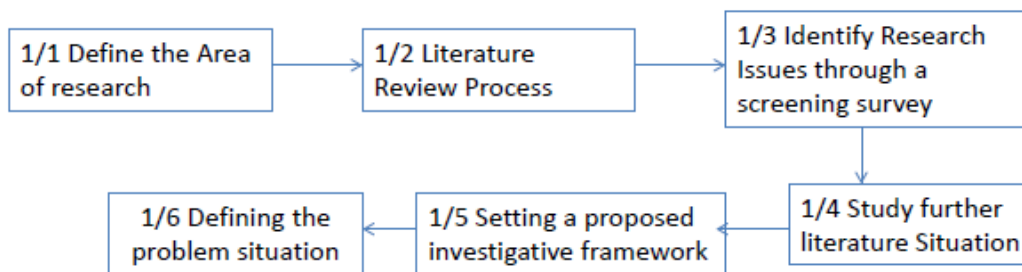 1/1 Define the Area
of research
1/2 Literature
Review Process
1/3 Identify Research
Issues through a
screening survey
1/4 Study further
literature Situation
1/5 Setting a proposed
investigative framework
1/6 Defining the
problem situation